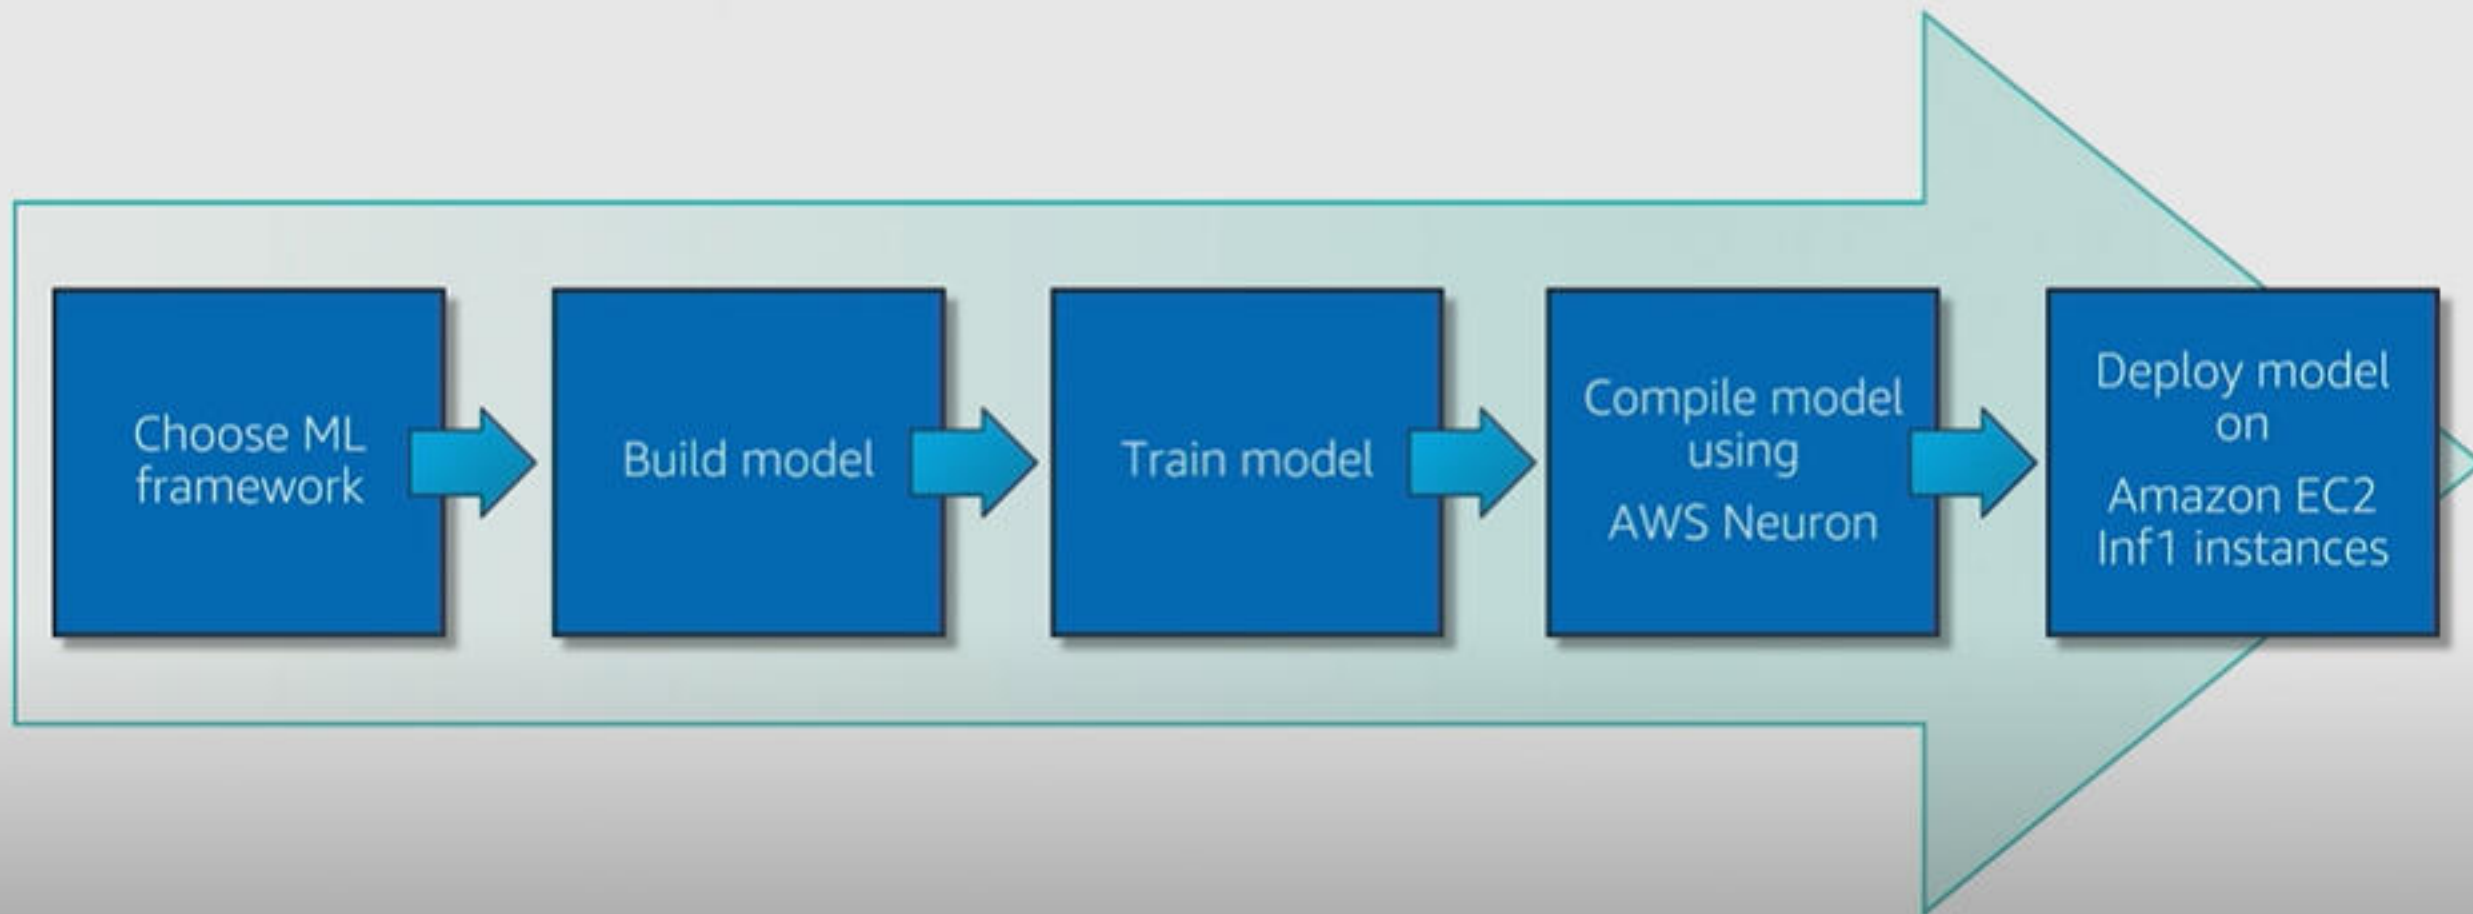 Choose ML
framework
Build model
Train model
Compile model
using
AWS Neuron
Deploy model
on
Amazon EC2
Inf1 instances